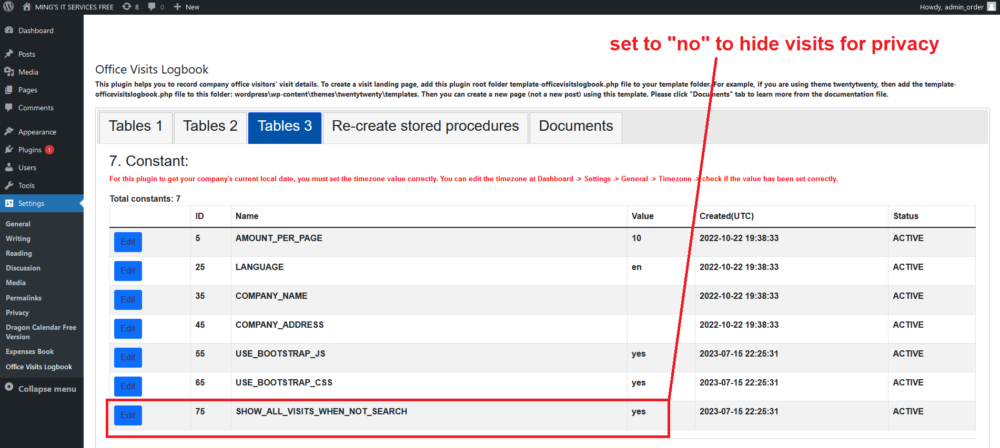 MING'S IT SERVICES FREE 8 0 New Howdy, admin_order
Dashboard
Posts
Media
Pages
Comments
Appearance
Plugins 1
Users
Tools
Settings
General
Writing
Reading
Discussion
Media
Permalinks
Privacy
Dragon Calendar Free
Version
Expenses Book
Office Visits Logbook
Collapse menu
set to "no" to hide visits for privacy
Office Visits Logbook
This plugin helps you to record company office visitors' visit details. To create a visit landing page, add this plugin root folder template-officevisitslogbook.php file to your template folder. For example, if you are using theme twentytwenty, then add the template-
officevisitslogbook.php file to this folder: wordpress\wp-content\themes\twentytwenty\templates. Then you can create a new page (not a new post) using this template. Please click "Documents" tab to learn more from the documentation file.
Tables 1 Tables 2 Tables 3 Re-create stored procedures Documents
7. Constant:
For this plugin to get your company's current local date, you must set the timezone value correctly. You can edit the timezone at Dashboard -> Settings -> General -> Timezone -> check if the value has been set correctly.
Total constants: 7
ID Name Value Created(UTC) Status
Edit 5 AMOUNT_PER_PAGE 10 2022-10-22 19:38:33 ACTIVE
Edit 25 LANGUAGE en 2022-10-22 19:38:33 ACTIVE
Edit 35 COMPANY_NAME 2022-10-22 19:38:33 ACTIVE
Edit 45 COMPANY_ADDRESS 2022-10-22 19:38:33 ACTIVE
Edit 55 USE_BOOTSTRAP_JS yes 2023-07-15 22:25:31 ACTIVE
Edit 65 USE_BOOTSTRAP_CSS yes 2023-07-15 22:25:31 ACTIVE
Edit 75 SHOW_ALL_VISITS_WHEN_NOT_SEARCH yes 2023-07-15 22:25:31 ACTIVE